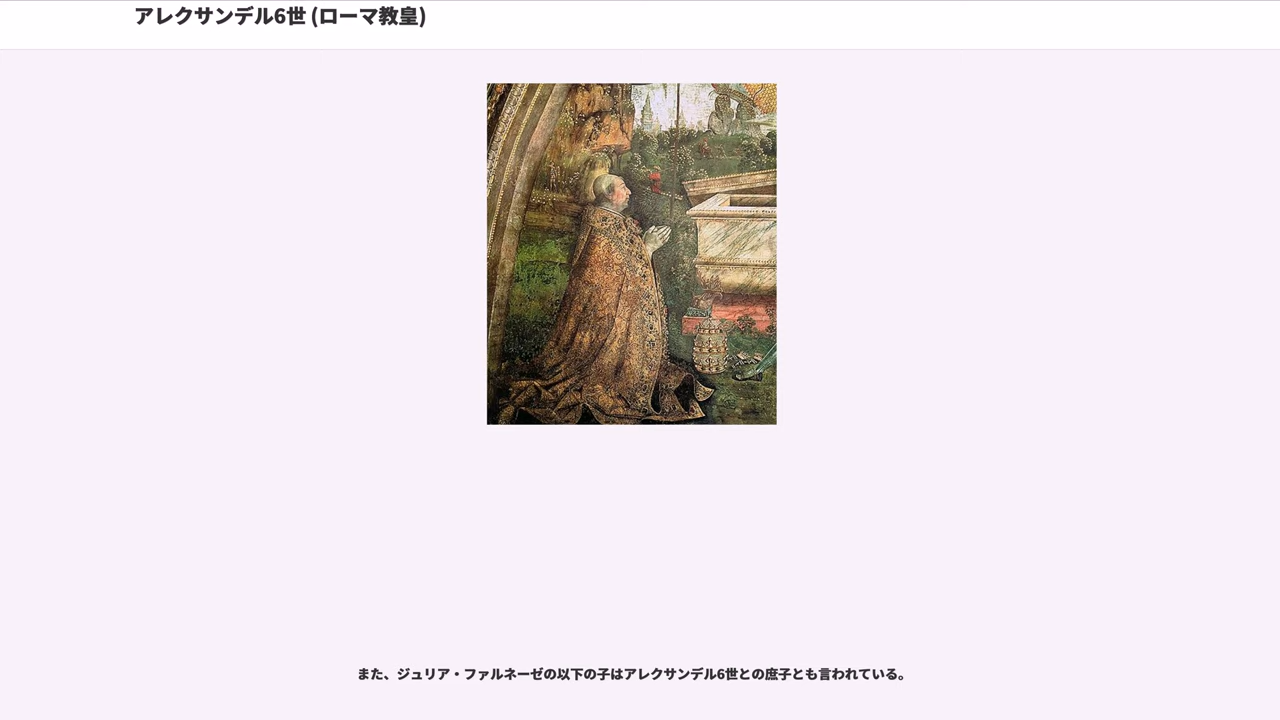 アレクサンデル6世 (ローマ教皇)
また、ジュリア・ファルネーゼの以下の子はアレクサンデル6世との庶子とも言われている。